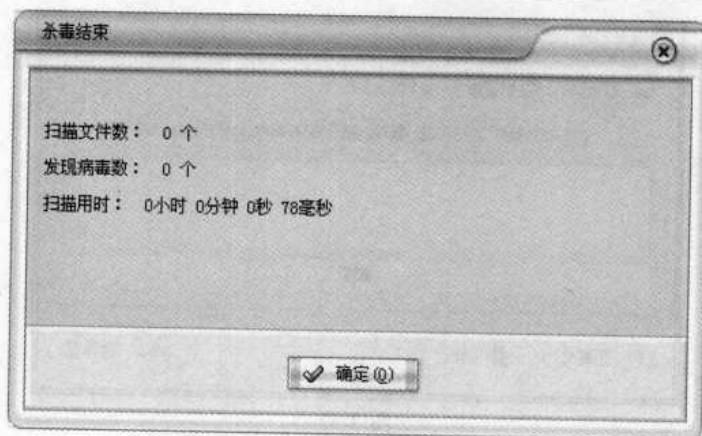 杀毒结束
扫描文件数： 0 个
发现病毒数： 0 个
扫描用时： 0小时 0分钟 0秒 78毫秒
确定(O)